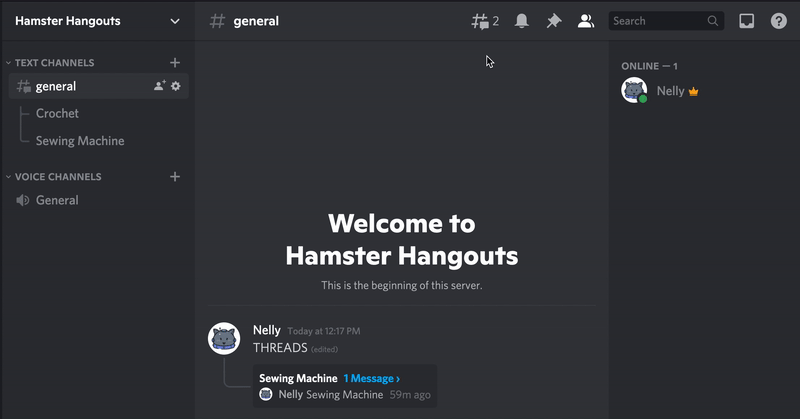 Hamster Hangouts
TEXT CHANNELS
general
Crochet
Sewing Machine
VOICE CHANNELS
General
general
2
Search
Welcome to
Hamster Hangouts
This is the beginning of this server.
Nelly Today at 12:17 PM
THREADS (edited)
Sewing Machine 1 Message ›
Nelly Sewing Machine 59m ago
ONLINE — 1
Nelly